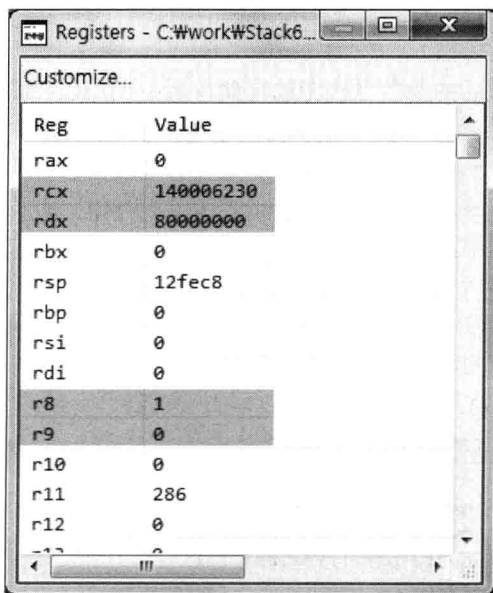 Registers - C:₩work₩Stack6...
Customize...
Reg Value
rax 0
rcx 140006230
rdx 80000000
rbx 0
rsp 12fec8
rbp 0
rsi 0
rdi 0
r8 1
r9 0
r10 0
r11 286
r12 0